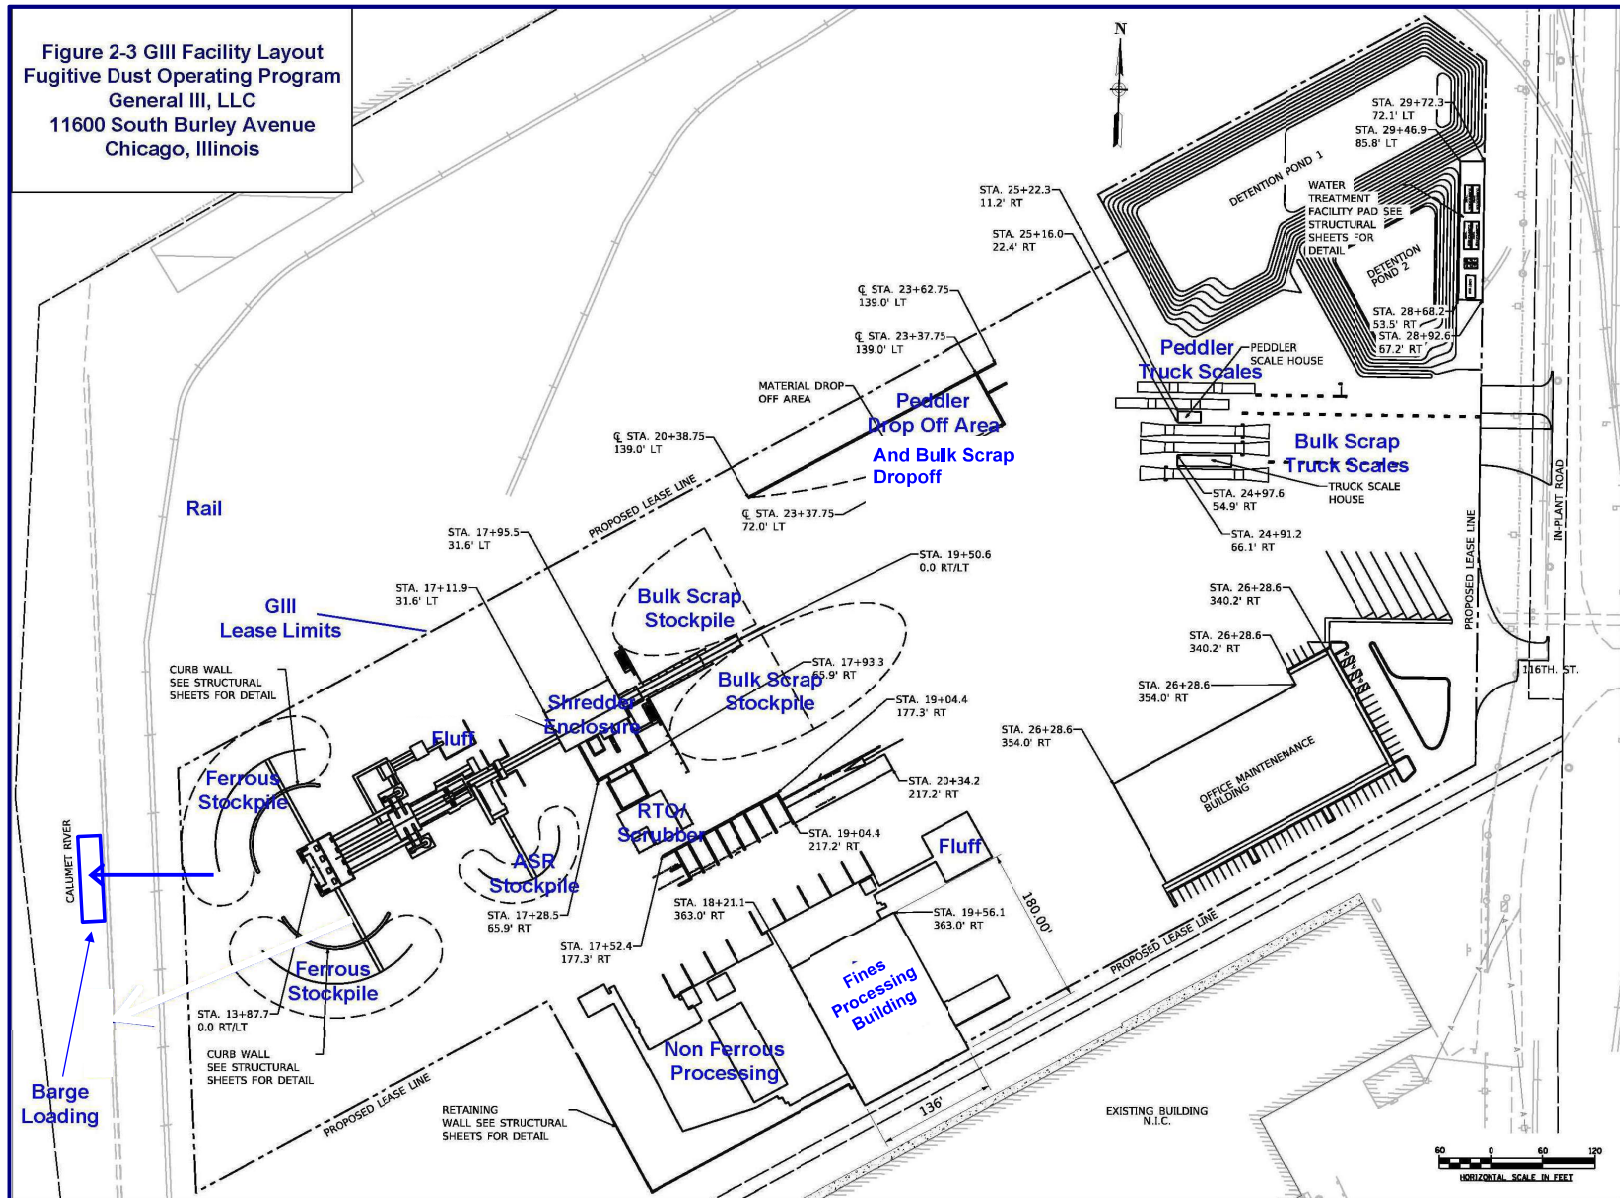 Figure 2-3 GIII Facility Layout
Fugitive Dust Operating Program
General III, LLC
11600 South Burley Avenue
Chicago, Illinois
N
STA. 29+72.3
72.1' LT
STA. 29+46.9
85.8' LT
DETENTION POND 1
WATER
TREATMENT
FACILITY PAD SEE
STRUCTURAL
SHEETS FOR
DETAIL
DETENTION
POND 2
STA. 25+22.3
11.2' RT
STA. 25+16.0
22.4' RT
STA. 28+68.2
53.5' RT
STA. 28+92.6
67.2' RT
℄ STA. 23+62.75
139.0' LT
℄ STA. 23+37.75
139.0' LT
Peddler
Truck Scales
PEDDLER
SCALE HOUSE
MATERIAL DROP
OFF AREA
Peddler
Drop Off Area
And Bulk Scrap
Dropoff
℄ STA. 20+38.75
139.0' LT
℄ STA. 23+37.75
72.0' LT
Bulk Scrap
Truck Scales
TRUCK SCALE
HOUSE
STA. 24+97.6
54.9' RT
STA. 24+91.2
66.1' RT
IN-PLANT ROAD
PROPOSED LEASE LINE
PROPOSED LEASE LINE
Rail
STA. 17+95.5
31.6' LT
STA. 19+50.6
0.0 RT/LT
STA. 17+11.9
31.6' LT
GIII
Lease Limits
Bulk Scrap
Stockpile
STA. 26+28.6
340.2' RT
STA. 26+28.6
340.2' RT
116TH. ST.
CURB WALL
SEE STRUCTURAL
SHEETS FOR DETAIL
STA. 17+93.3
65.9' RT
Bulk Scrap
Stockpile
STA. 26+28.6
354.0' RT
Shredder
Enclosure
STA. 19+04.4
177.3' RT
STA. 26+28.6
354.0' RT
Fluff
Ferrous
Stockpile
STA. 20+34.2
217.2' RT
OFFICE MAINTENENANCE
BUILDING
RTO/
Scrubber
STA. 19+04.4
217.2' RT
Fluff
CALUMET RIVER
ASR
Stockpile
180.00'
STA. 17+28.5
65.9' RT
STA. 18+21.1
363.0' RT
STA. 19+56.1
363.0' RT
STA. 17+52.4
177.3' RT
PROPOSED LEASE LINE
Ferrous
Stockpile
Fines
Processing
Building
STA. 13+87.7
0.0 RT/LT
CURB WALL
SEE STRUCTURAL
SHEETS FOR DETAIL
Non Ferrous
Processing
Barge
Loading
PROPOSED LEASE LINE
RETAINING
WALL SEE STRUCTURAL
SHEETS FOR DETAIL
136'
EXISTING BUILDING
N.I.C.
60 0 60 120
HORIZONTAL SCALE IN FEET